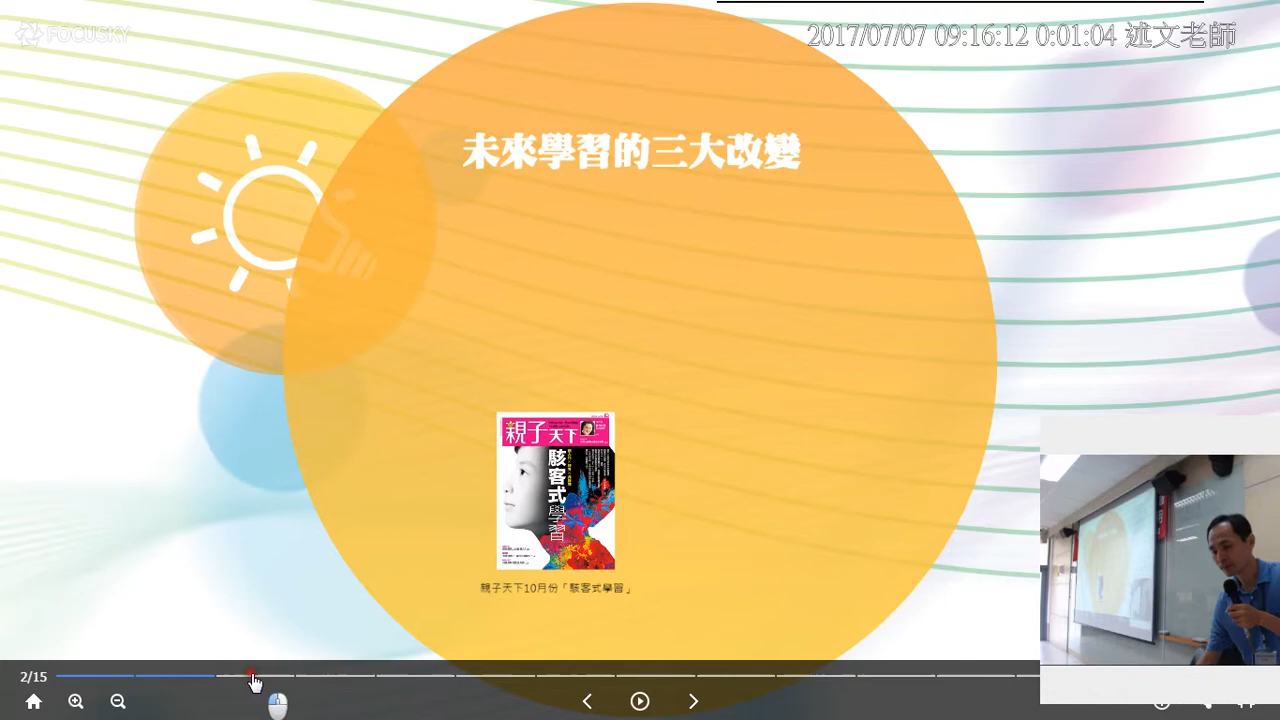 FOCUSKY
2017/07/07 09:16:12 0:01:04 述文老師
未來學習的三大改變
親子天下
駭客式學習
親子天下10月份「駭客式學習」
2/15